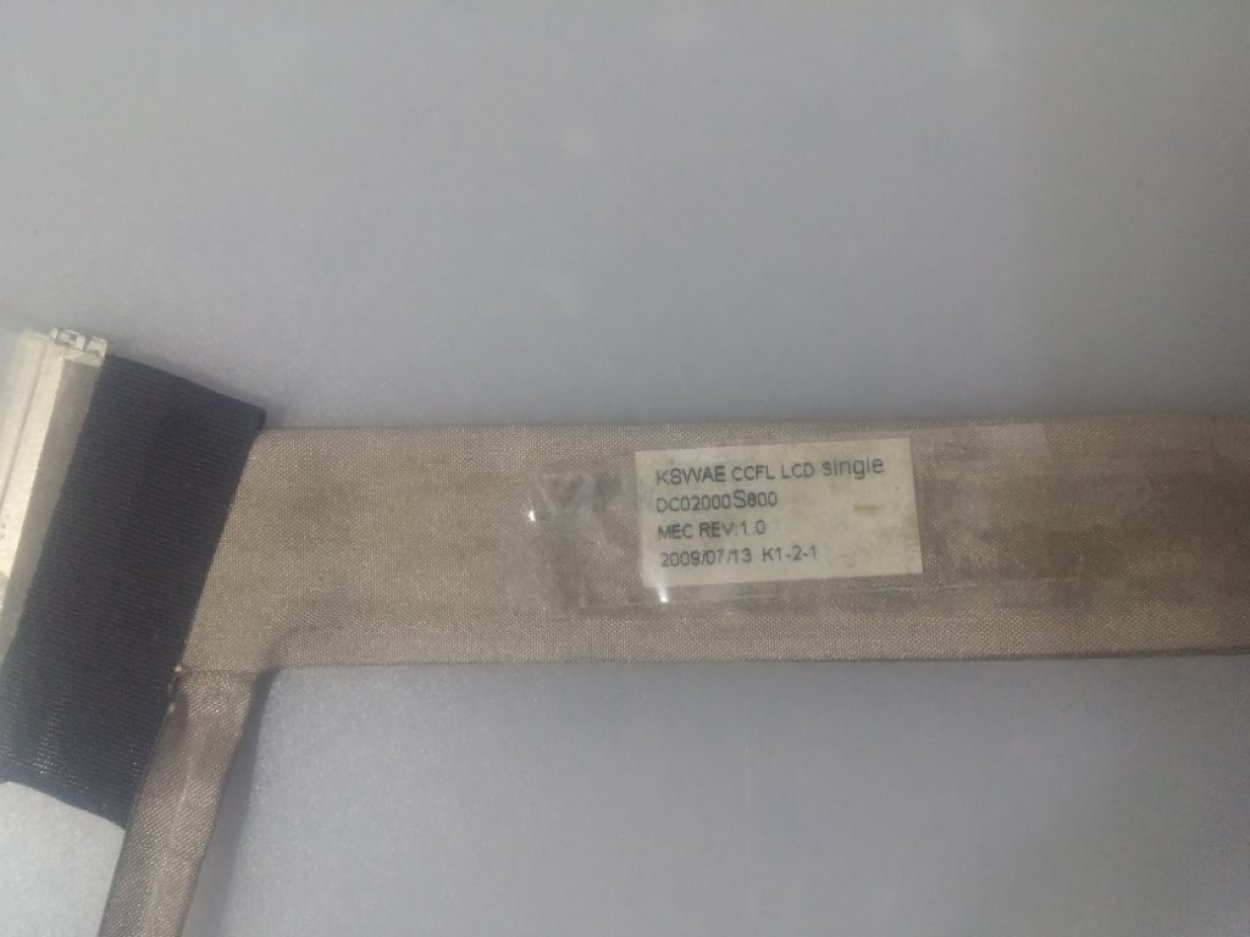 KSWAE CCFL LCD single
DC02000S800
MEC REV:1.0
2009/07/13 K1-2-1